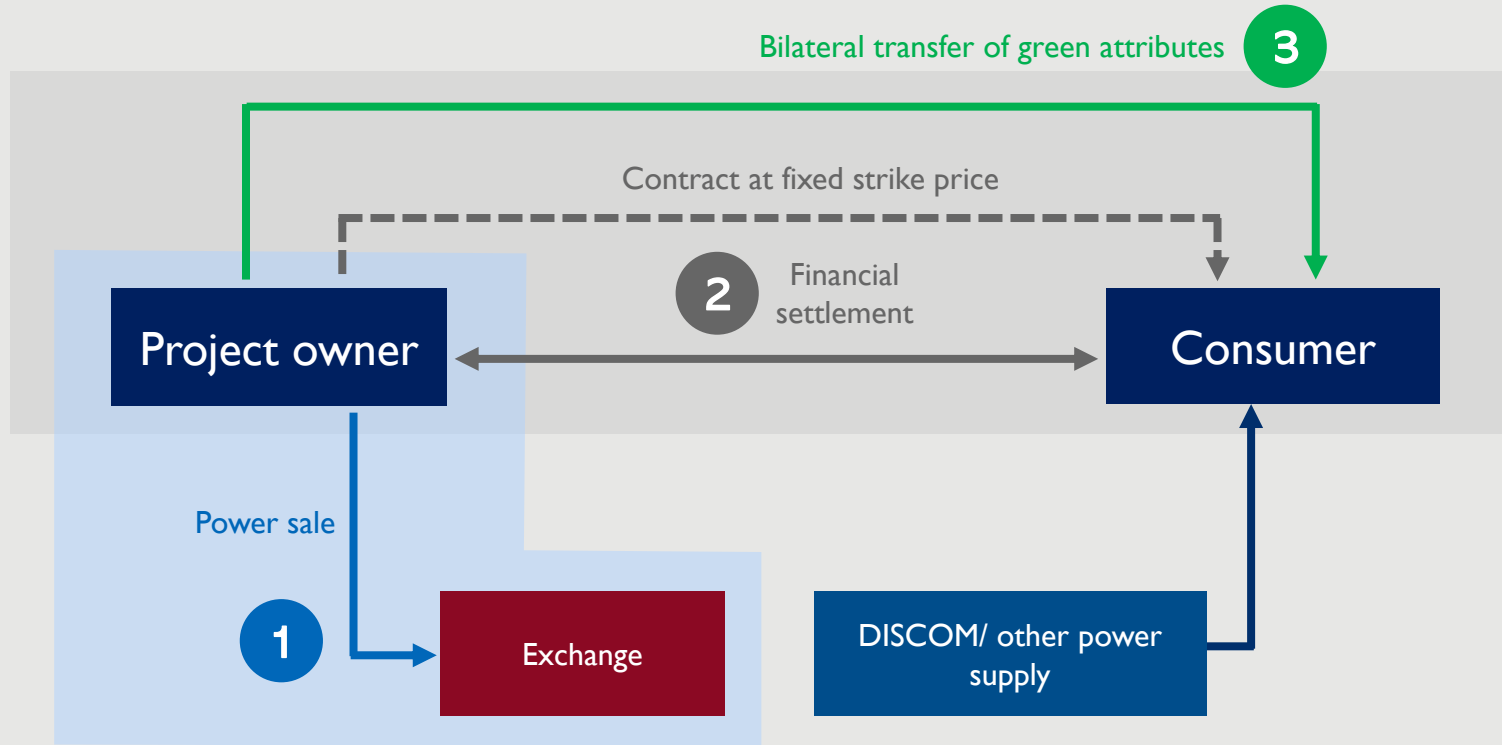 Bilateral transfer of green attributes
3
Contract at fixed strike price
2
Financial
settlement
Project owner
Consumer
Power sale
1
Exchange
DISCOM/ other power
supply